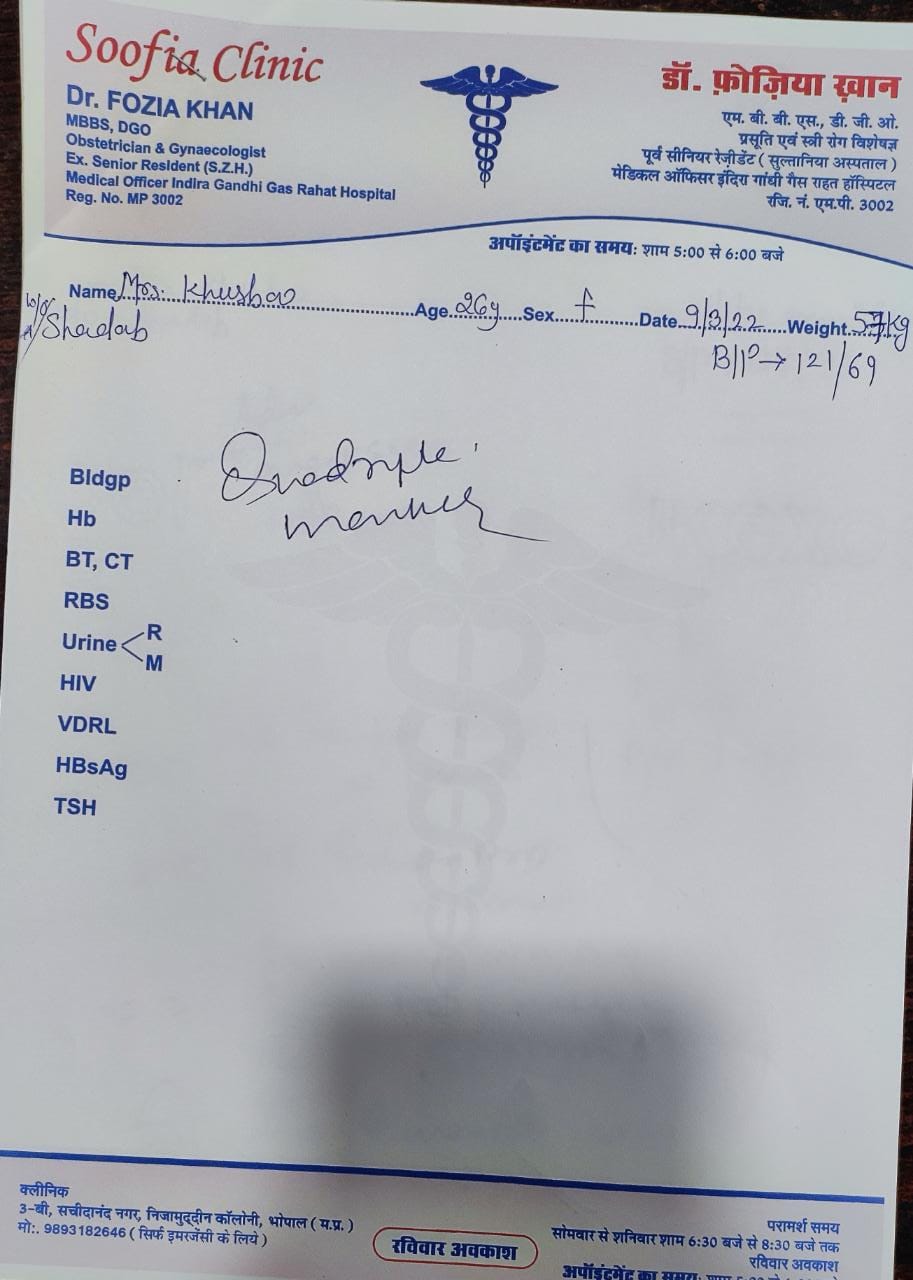 Soofia Clinic
Dr. FOZIA KHAN
MBBS, DGO
Obstetrician & Gynaecologist
Ex. Senior Resident (S.Z.H.)
Medical Officer Indira Gandhi Gas Rahat Hospital
Reg. No. MP 3002
डॉ. फ़ोज़िया ख़ान
एम. बी. बी. एस., डी. जी. ओ.
प्रसूति एवं स्त्री रोग विशेषज्ञ
पूर्व सीनियर रेज़ीडेंट ( सुल्तानिया अस्पताल )
मेडिकल ऑफिसर इंदिरा गांधी गैस राहत हॉस्पिटल
रजि. नं. एम.पी. 3002
अपॉइंटमेंट का समय: शाम 5:00 से 6:00 बजे
Name Mrs. Khusboo Age 26y Sex f Date 9/3/22 Weight 57Kg
w/o Shadab
B/P → 121/69
Quadruple
marker
Bldgp
Hb
BT, CT
RBS
Urine < R
M
HIV
VDRL
HBsAg
TSH
क्लीनिक
3-बी, सचीदानंद नगर, निजामुद्दीन कॉलोनी, भोपाल ( म.प्र. )
मो:. 9893182646 ( सिर्फ इमरजेंसी के लिये )
रविवार अवकाश
परामर्श समय
सोमवार से शनिवार शाम 6:30 बजे से 8:30 बजे तक
रविवार अवकाश
अपॉइंटमेंट का समय: